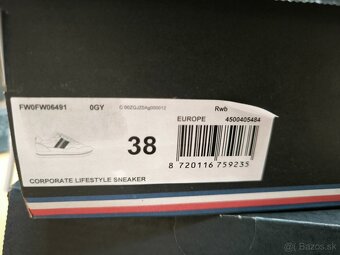 FW0FW06491 0GY
EUROPE 4500405484
Rwb
38
8 720116 759235
CORPORATE LIFESTYLE SNEAKER
Bazos.sk